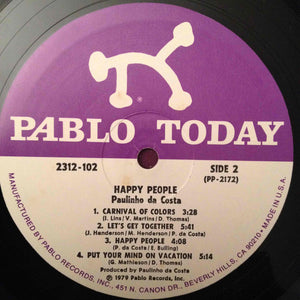 PABLO TODAY
2312-102
SIDE 2
(PP-2172)
HAPPY PEOPLE
Paulinho da Costa
1. CARNIVAL OF COLORS 3:28
(I. Lins/V. Martins/D. Thomas)
2. LET'S GET TOGETHER 5:41
(J. Henderson/M. Henderson/P. da Costa)
3. HAPPY PEOPLE 4:08
(P. da Costa/E. Bulling)
4. PUT YOUR MIND ON VACATION 5:14
(G. Mathieson/D. Thomas)
Produced by Paulinho da Costa
℗ 1979 Pablo Records, Inc.
MANUFACTURED BY PABLO RECORDS, INC., 451 N. CANON DR., BEVERLY HILLS, CA 90210 • MADE IN U.S.A.